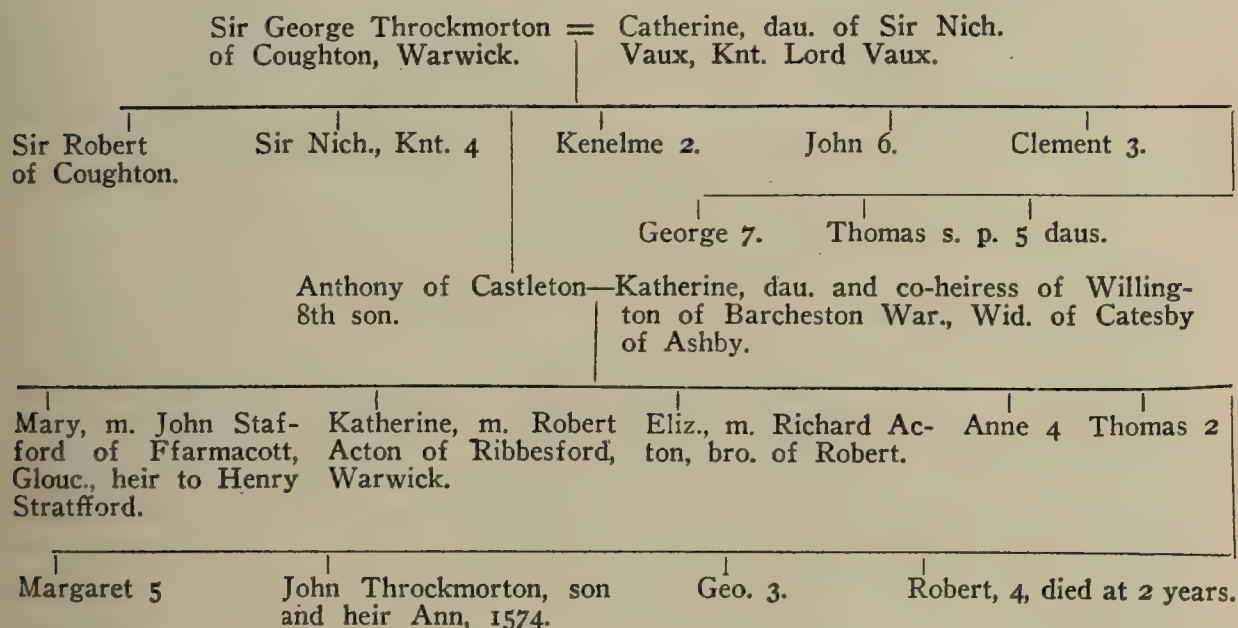 Sir George Throckmorton = Catherine, dau. of Sir Nich.
of Coughton, Warwick. Vaux, Knt. Lord Vaux.
Sir Robert
of Coughton.
Sir Nich., Knt. 4
Kenelme 2.
John 6.
Clement 3.
George 7.
Thomas s. p. 5 daus.
Anthony of Castleton—Katherine, dau. and co-heiress of Willing-
8th son. ton of Barcheston War., Wid. of Catesby
of Ashby.
Mary, m. John Staf-
ford of Ffarmacott,
Glouc., heir to Henry
Stratfford.
Katherine, m. Robert
Acton of Ribbesford,
Warwick.
Eliz., m. Richard Ac-
ton, bro. of Robert.
Anne 4
Thomas 2
Margaret 5
John Throckmorton, son
and heir Ann, 1574.
Geo. 3.
Robert, 4, died at 2 years.